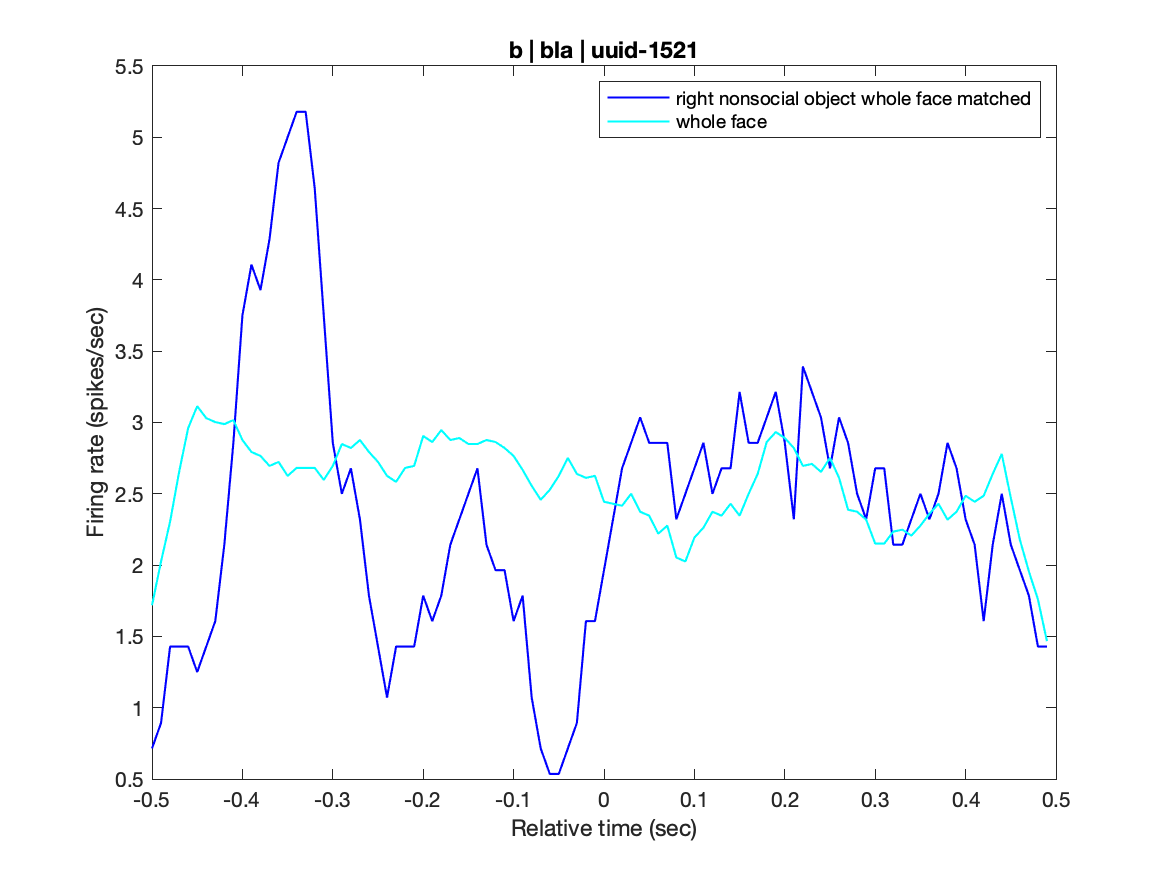 b | bla | uuid-1521
right nonsocial object whole face matched
whole face
5.5
5
4.5
4
3.5
3
2.5
2
1.5
1
0.5
Firing rate (spikes/sec)
-0.5 -0.4 -0.3 -0.2 -0.1 0 0.1 0.2 0.3 0.4 0.5
Relative time (sec)